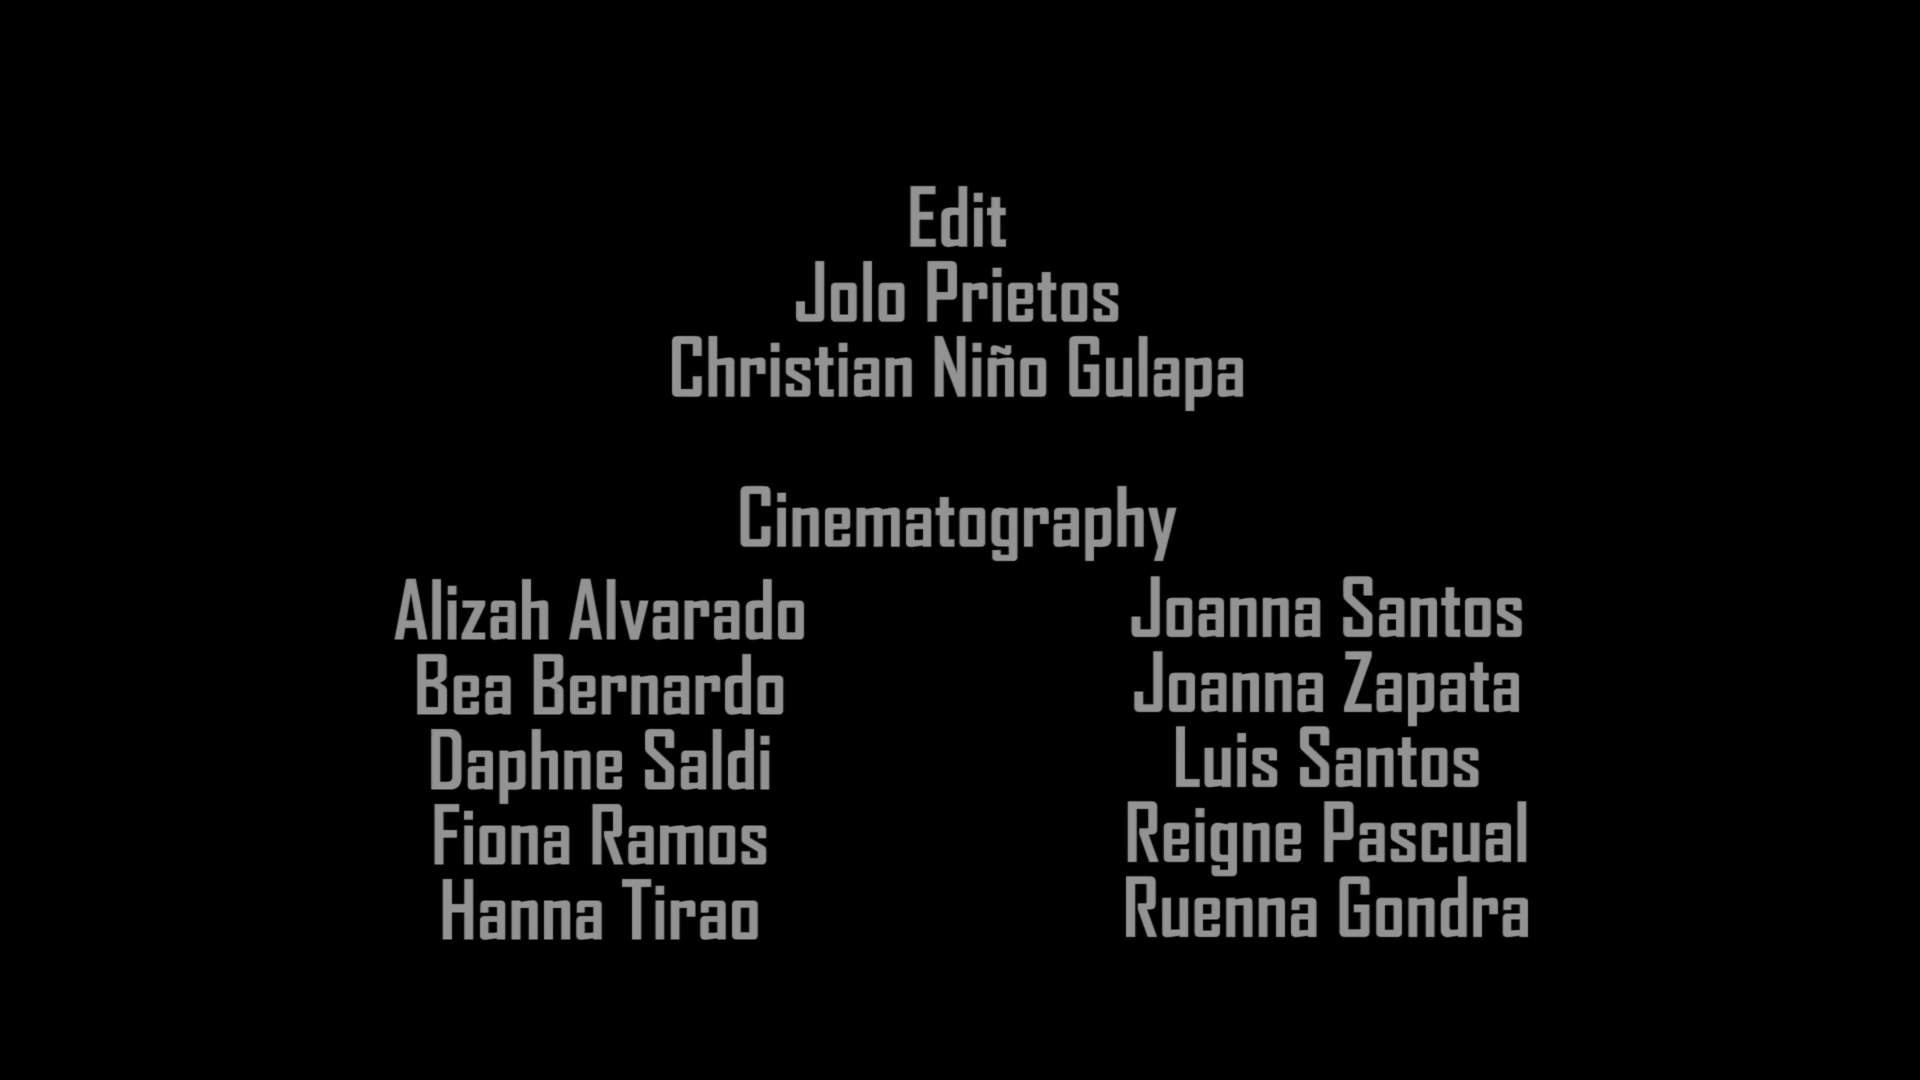 Edit
Jolo Prietos
Christian Niño Gulapa
Cinematography
Alizah Alvarado
Bea Bernardo
Daphne Saldi
Fiona Ramos
Hanna Tirao
Joanna Santos
Joanna Zapata
Luis Santos
Reigne Pascual
Ruenna Gondra